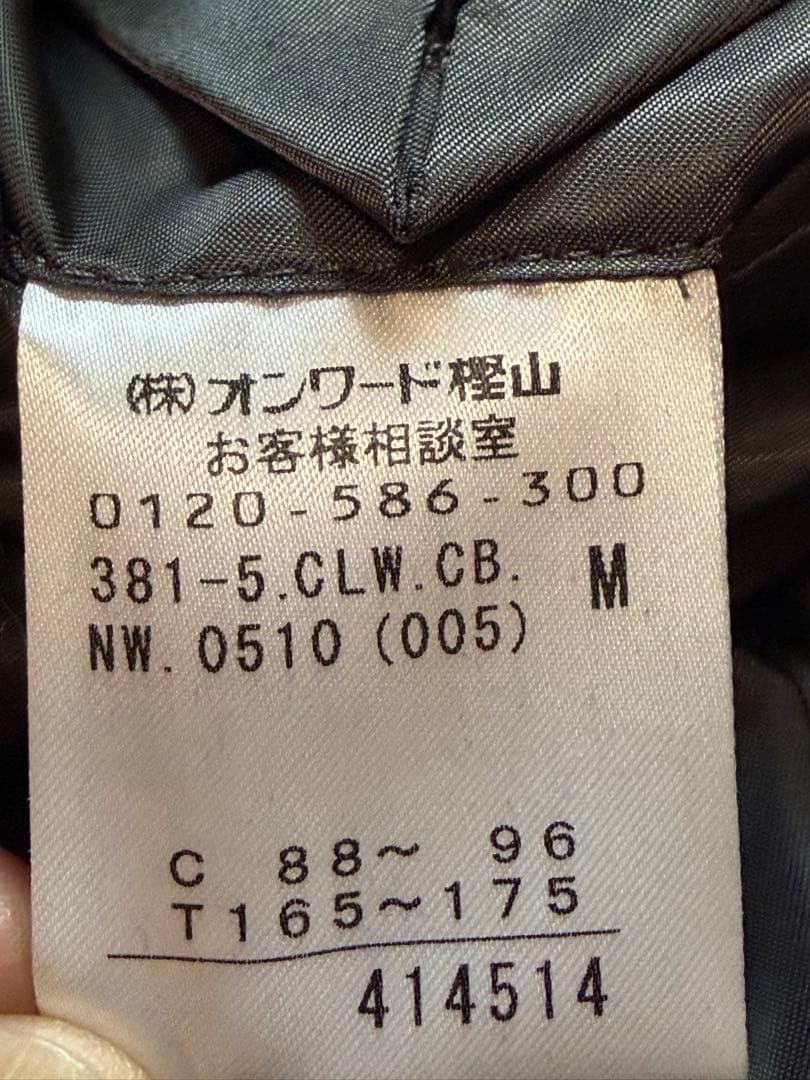 (株)オンワード樫山
お客様相談室
0120-586-300
381-5.CLW.CB. M
NW.0510(005)
C 88～ 96
T165～175
414514